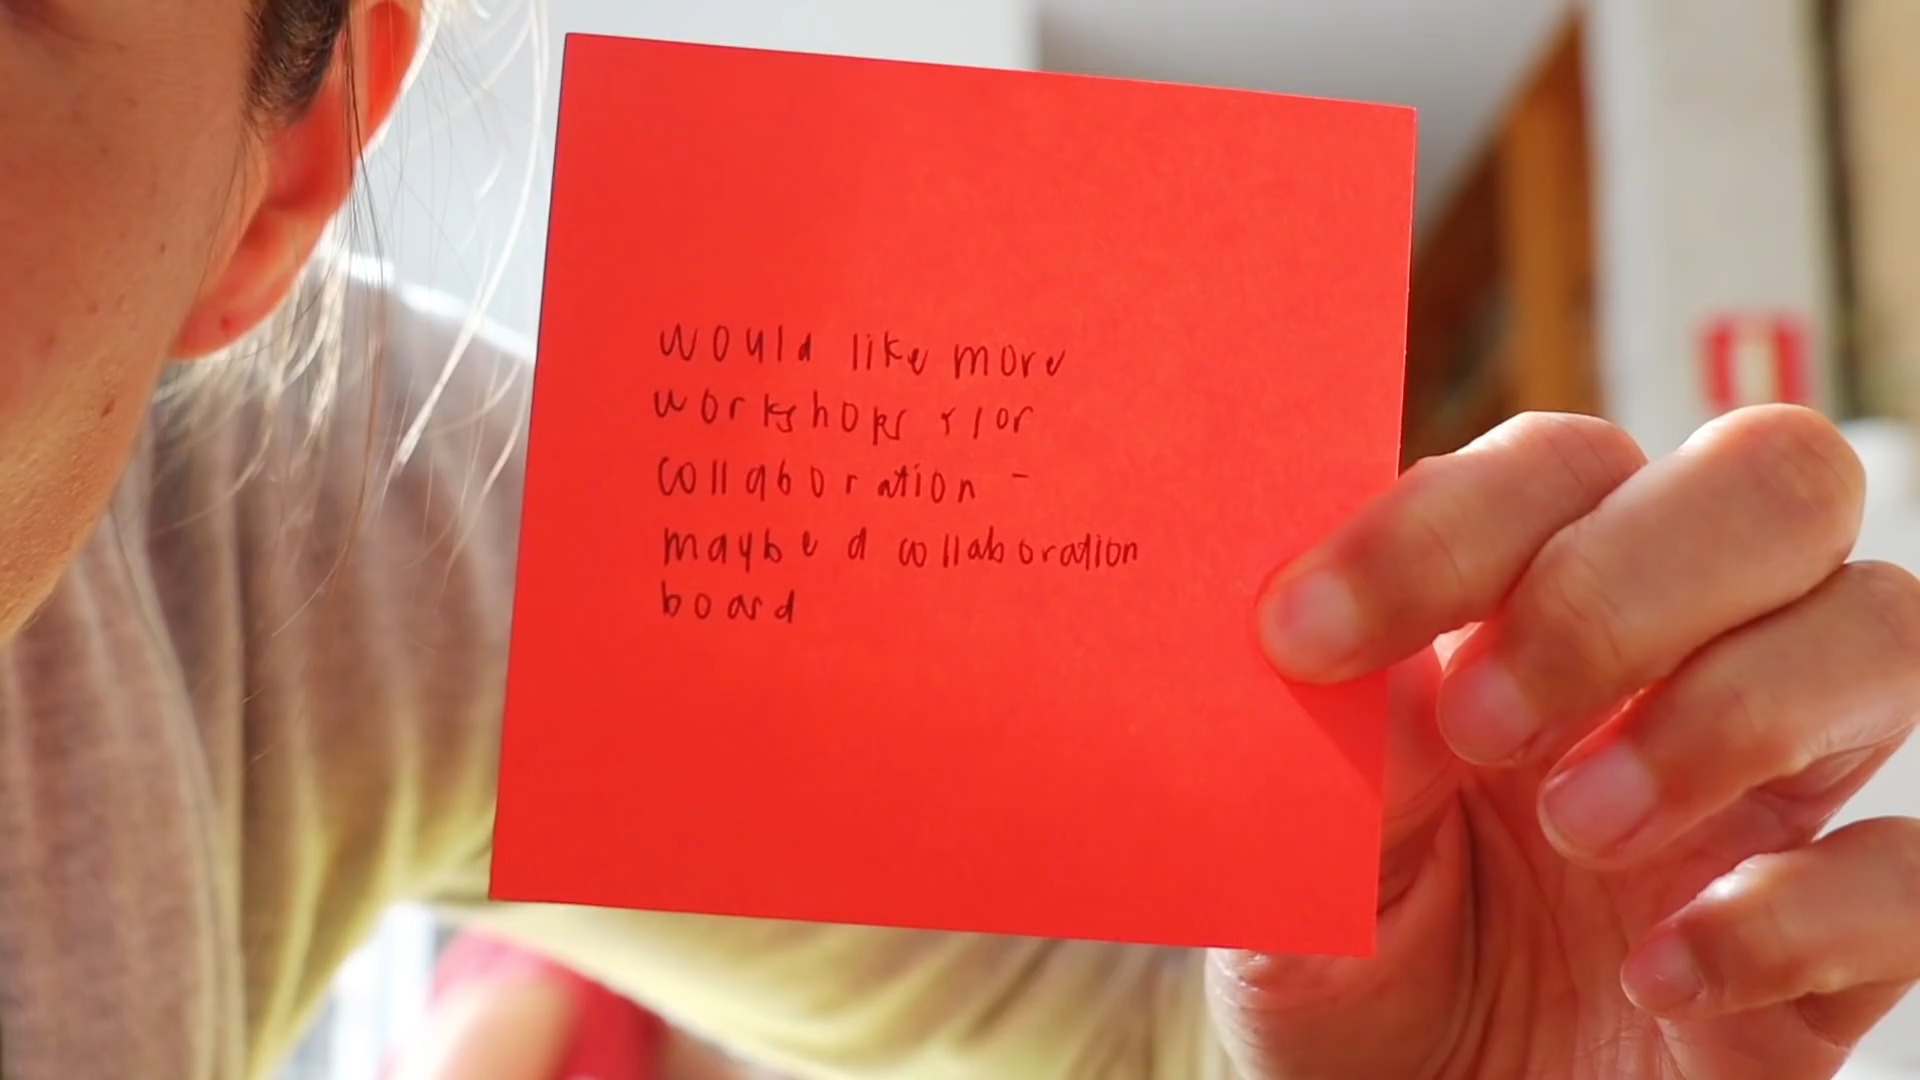 would like more
workshops &/or
collaboration -
maybe a collaboration
board